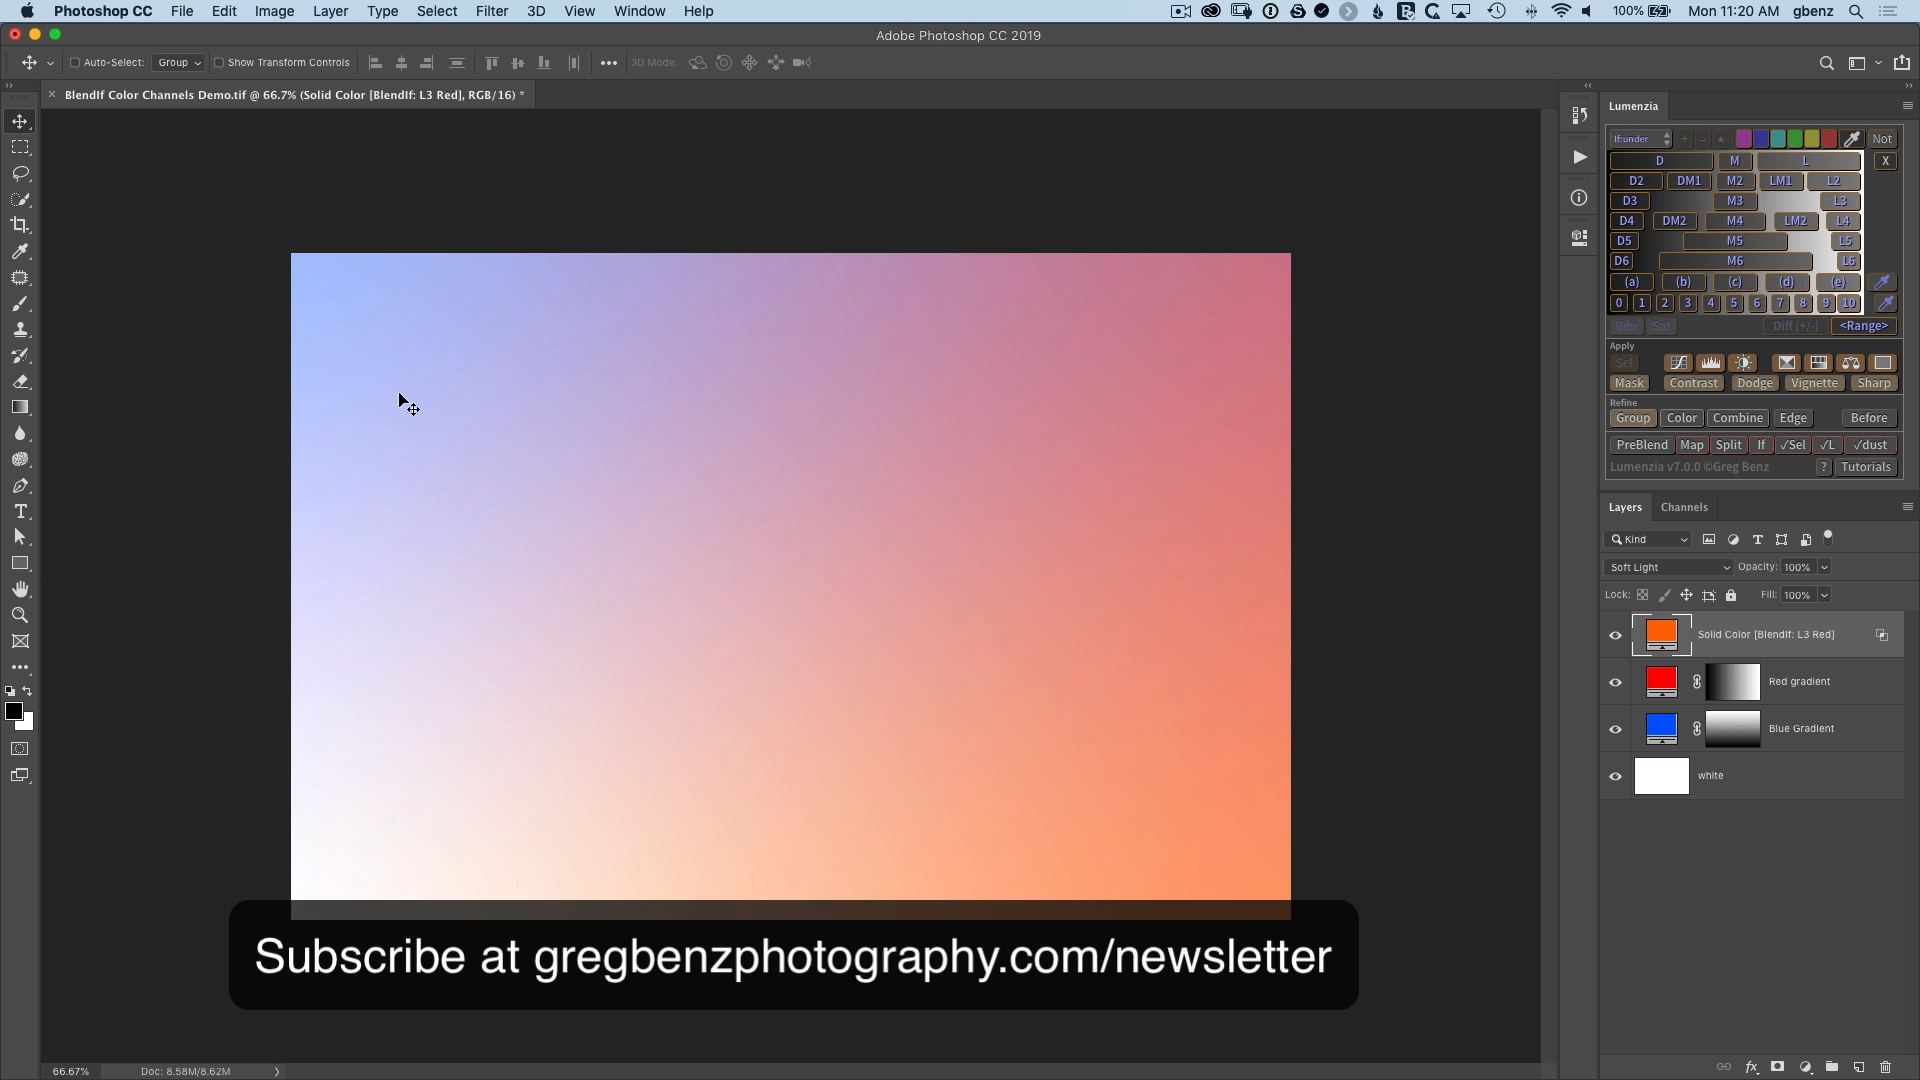 Photoshop CC File Edit Image Layer Type Select Filter 3D View Window Help 100% Mon 11:20 AM gbenz
Adobe Photoshop CC 2019
Auto-Select: Group Show Transform Controls 3D Mode:
× BlendIf Color Channels Demo.tif @ 66.7% (Solid Color [BlendIf: L3 Red], RGB/16) *
Lumenzia
If:under + − Not
D M L X
D2 DM1 M2 LM1 L2
D3 M3 L3
D4 DM2 M4 LM2 L4
D5 M5 L5
D6 M6 L6
(a) (b) (c) (d) (e)
0 1 2 3 4 5 6 7 8 9 10
Vibr Sat Diff (+/-) <Range>
Apply
Sel
Mask Contrast Dodge Vignette Sharp
Refine
Group Color Combine Edge Before
PreBlend Map Split If √Sel √L √dust
Lumenzia v7.0.0 ©Greg Benz ? Tutorials
Layers Channels
Kind
Soft Light Opacity: 100%
Lock: Fill: 100%
Solid Color [BlendIf: L3 Red]
Red gradient
Blue Gradient
white
Subscribe at gregbenzphotography.com/newsletter
66.67% Doc: 8.58M/8.62M